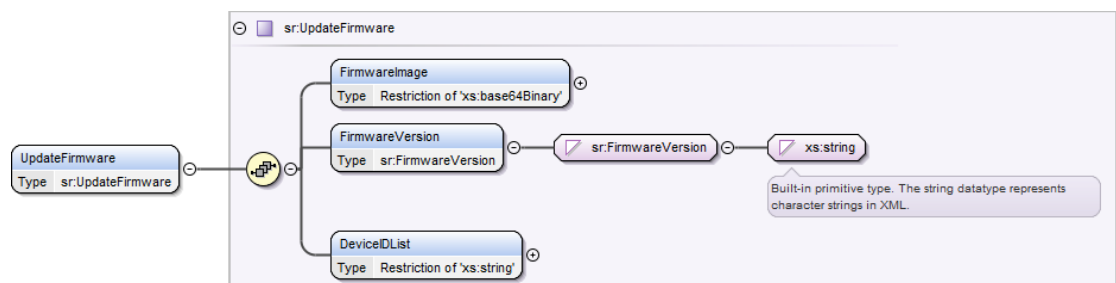 sr:UpdateFirmware
FirmwareImage
Type Restriction of 'xs:base64Binary'
FirmwareVersion
Type sr:FirmwareVersion
sr:FirmwareVersion
xs:string
UpdateFirmware
Type sr:UpdateFirmware
Built-in primitive type. The string datatype represents
character strings in XML.
DeviceIDList
Type Restriction of 'xs:string'